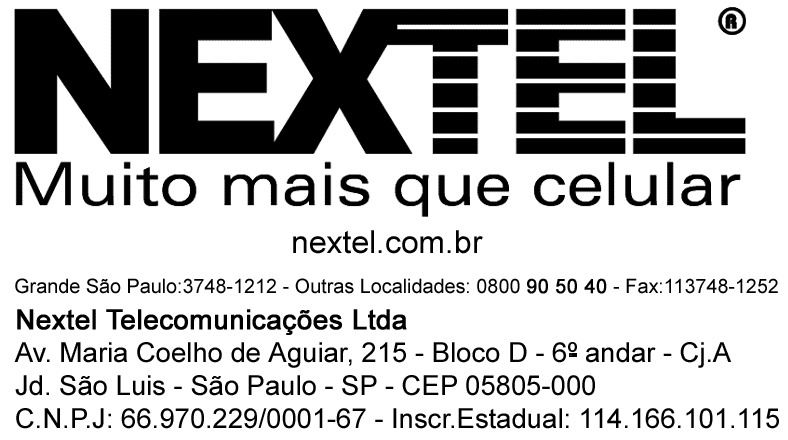 NEXTEL®
Muito mais que celular
nextel.com.br
Grande São Paulo:3748-1212 - Outras Localidades: 0800 90 50 40 - Fax:113748-1252
Nextel Telecomunicações Ltda
Av. Maria Coelho de Aguiar, 215 - Bloco D - 6º andar - Cj.A
Jd. São Luis - São Paulo - SP - CEP 05805-000
C.N.P.J: 66.970.229/0001-67 - Inscr.Estadual: 114.166.101.115